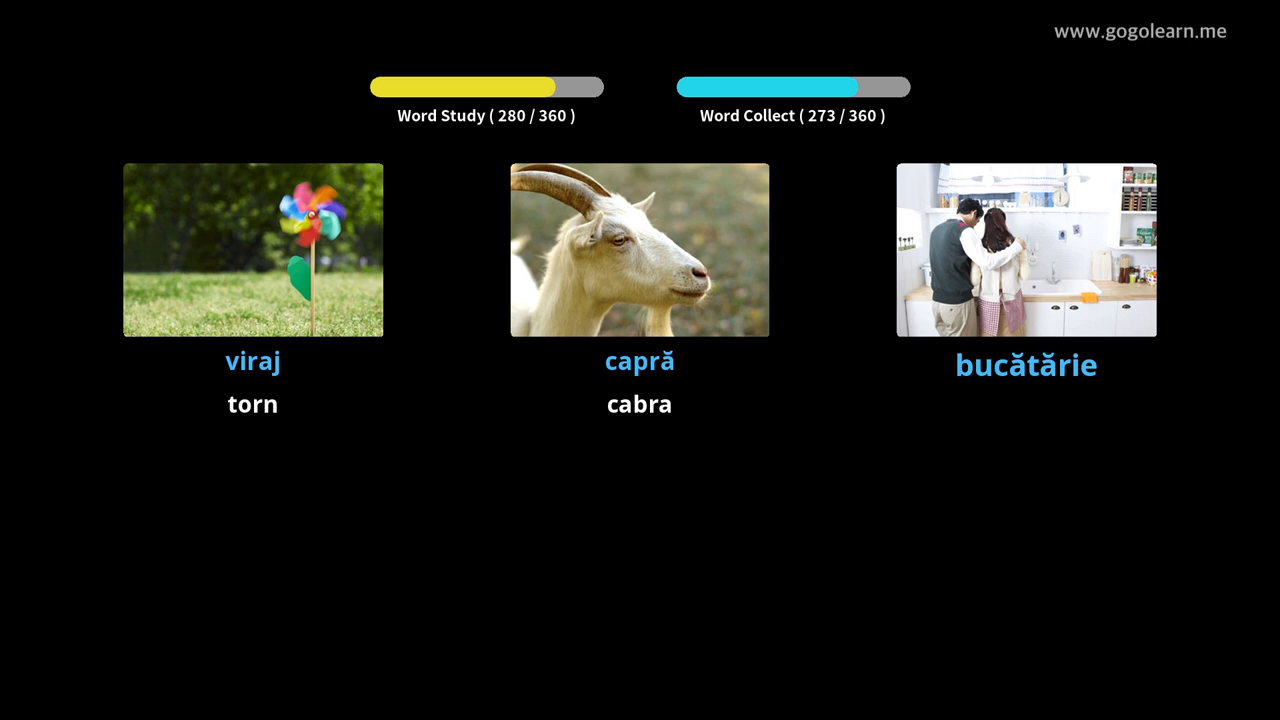 www.gogolearn.me
Word Study ( 280 / 360 )
Word Collect ( 273 / 360 )
viraj
capră
bucătărie
torn
cabra